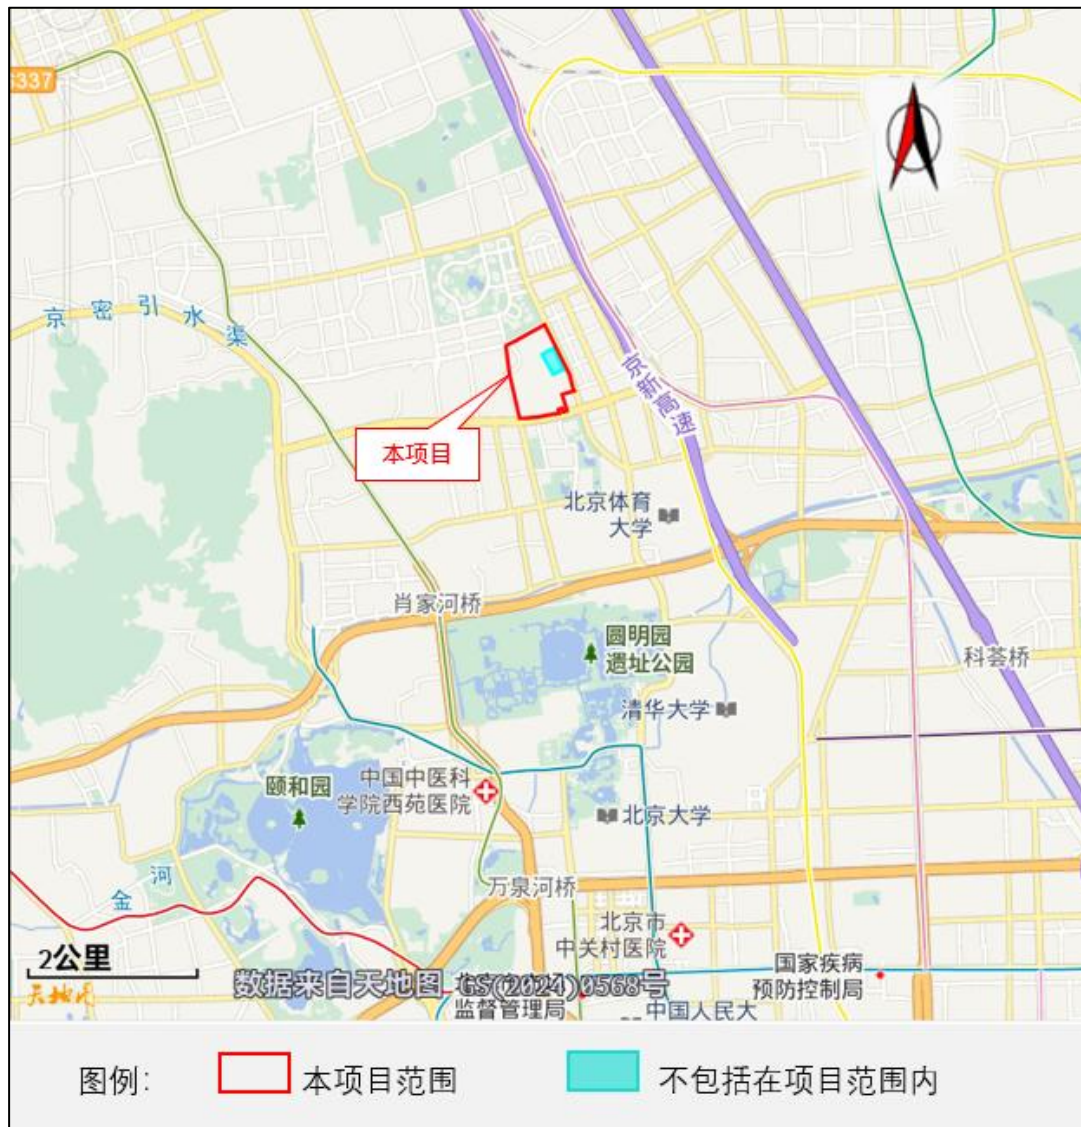 S337
京密引水渠
京新高速
本项目
北京体育
大学
肖家河桥
圆明园
遗址公园
科荟桥
清华大学
颐和园
中国中医科
学院西苑医院
北京大学
金河
万泉河桥
北京市
中关村医院
国家疾病
预防控制局
2公里
天地图
数据来自天地图 GS(2024)0568号
监督管理局
中国人民大
图例:
本项目范围
不包括在项目范围内